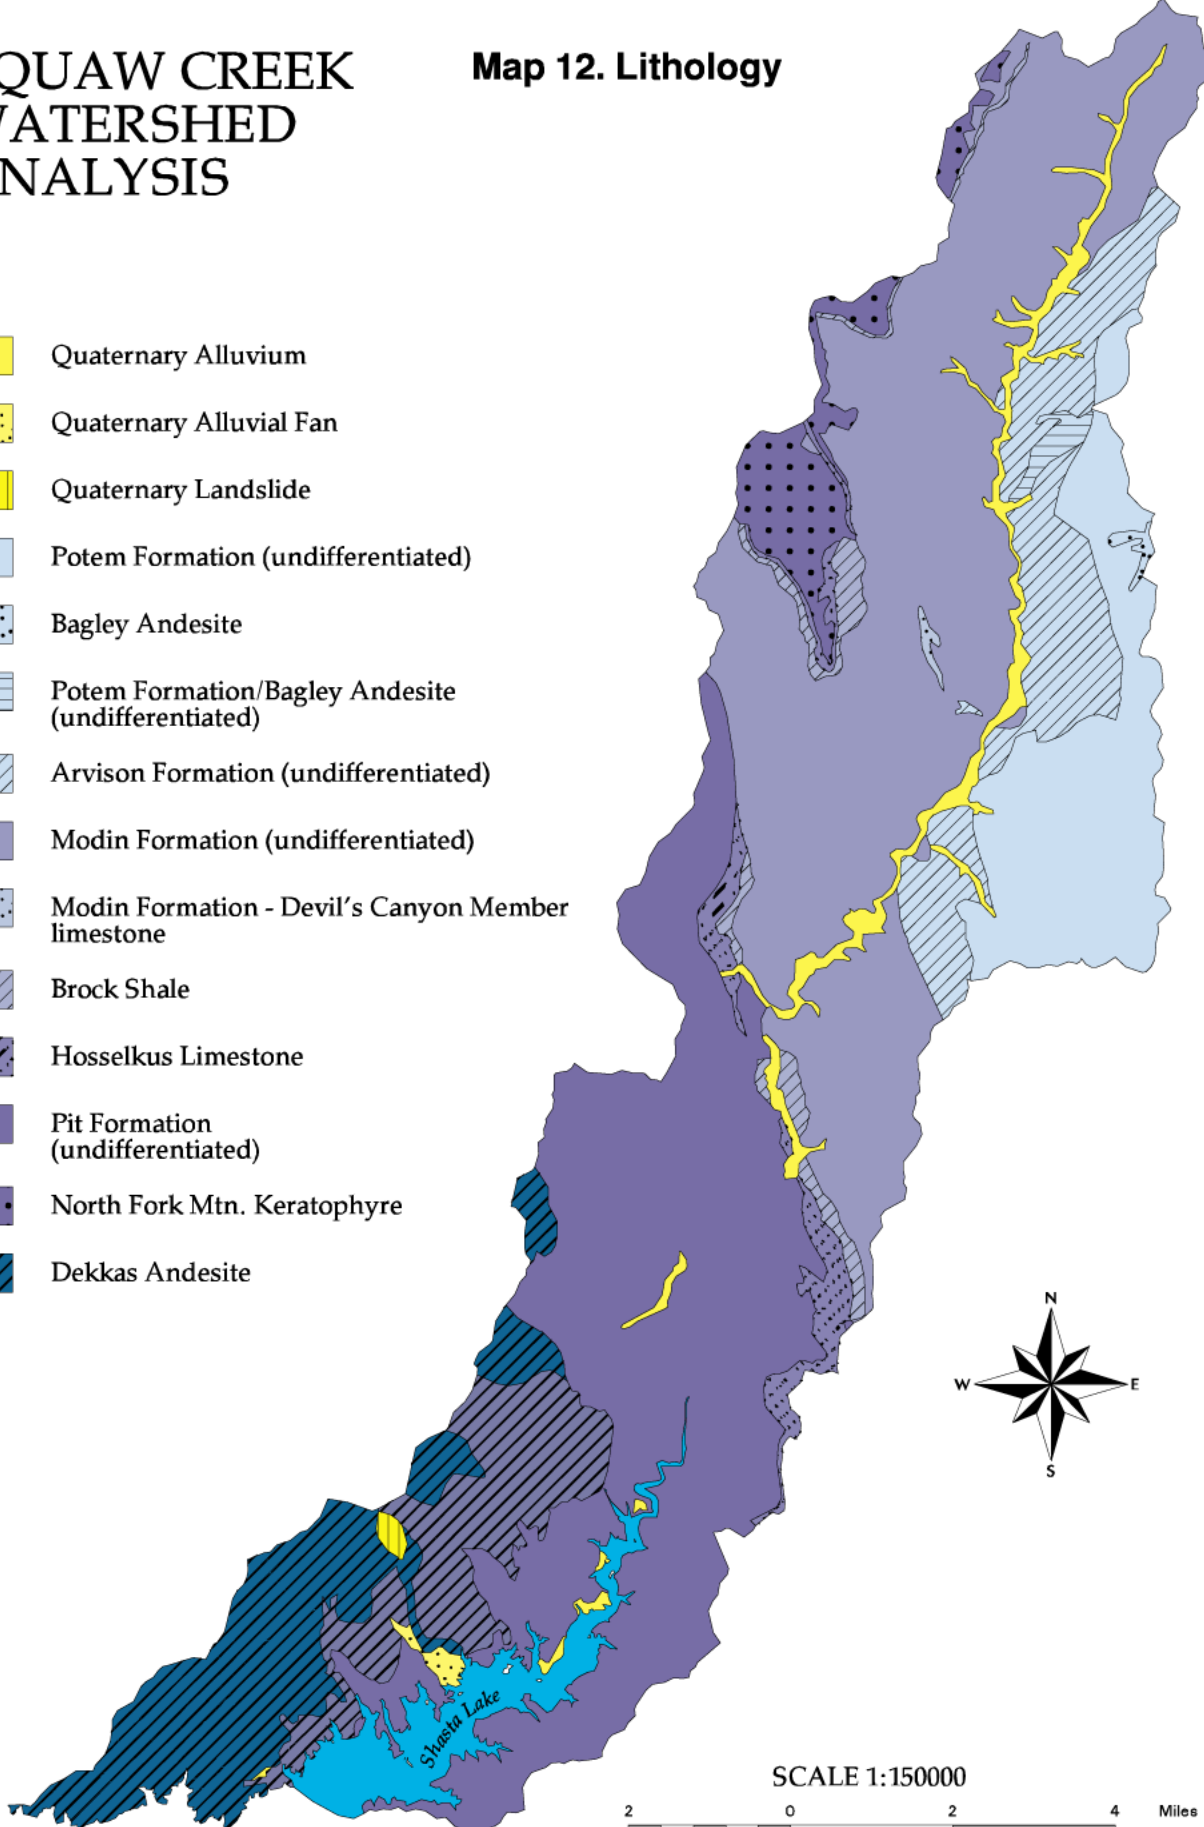 QUAW CREEK
WATERSHED
NALYSIS
Map 12. Lithology
Quaternary Alluvium
Quaternary Alluvial Fan
Quaternary Landslide
Potem Formation (undifferentiated)
Bagley Andesite
Potem Formation/Bagley Andesite
(undifferentiated)
Arvison Formation (undifferentiated)
Modin Formation (undifferentiated)
Modin Formation - Devil's Canyon Member
limestone
Brock Shale
Hosselkus Limestone
Pit Formation
(undifferentiated)
North Fork Mtn. Keratophyre
Dekkas Andesite
N
W E
S
Shasta Lake
SCALE 1:150000
2 0 2 4 Miles